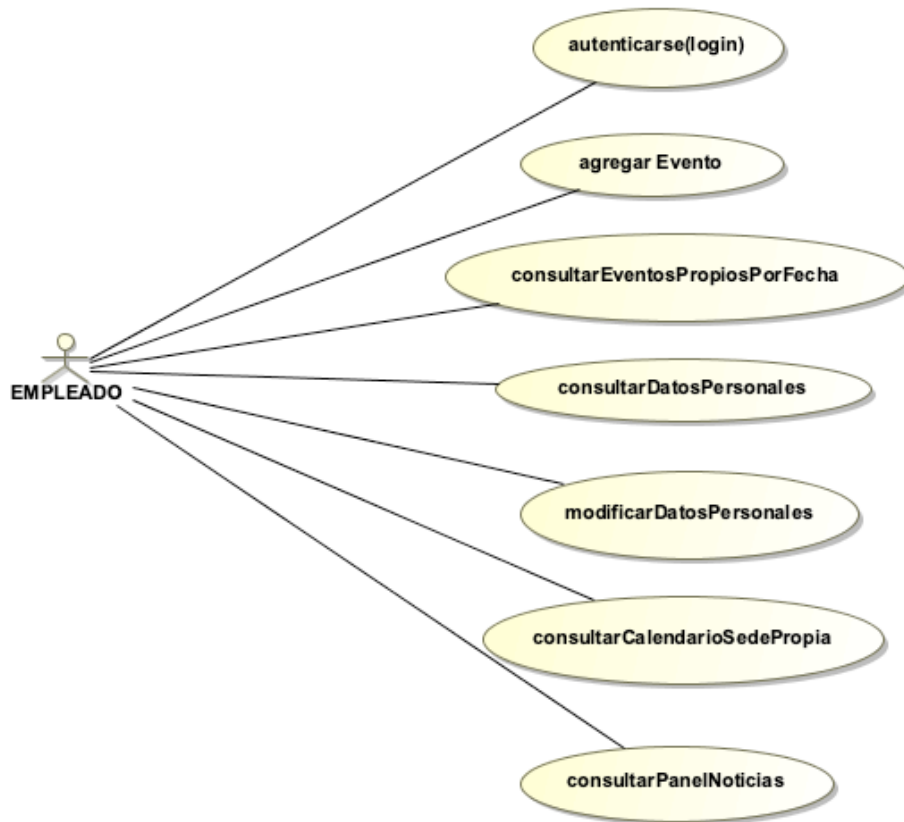 autenticarse(login)
agregar Evento
consultarEventosPropiosPorFecha
EMPLEADO
consultarDatosPersonales
modificarDatosPersonales
consultarCalendarioSedePropia
consultarPanelNoticias